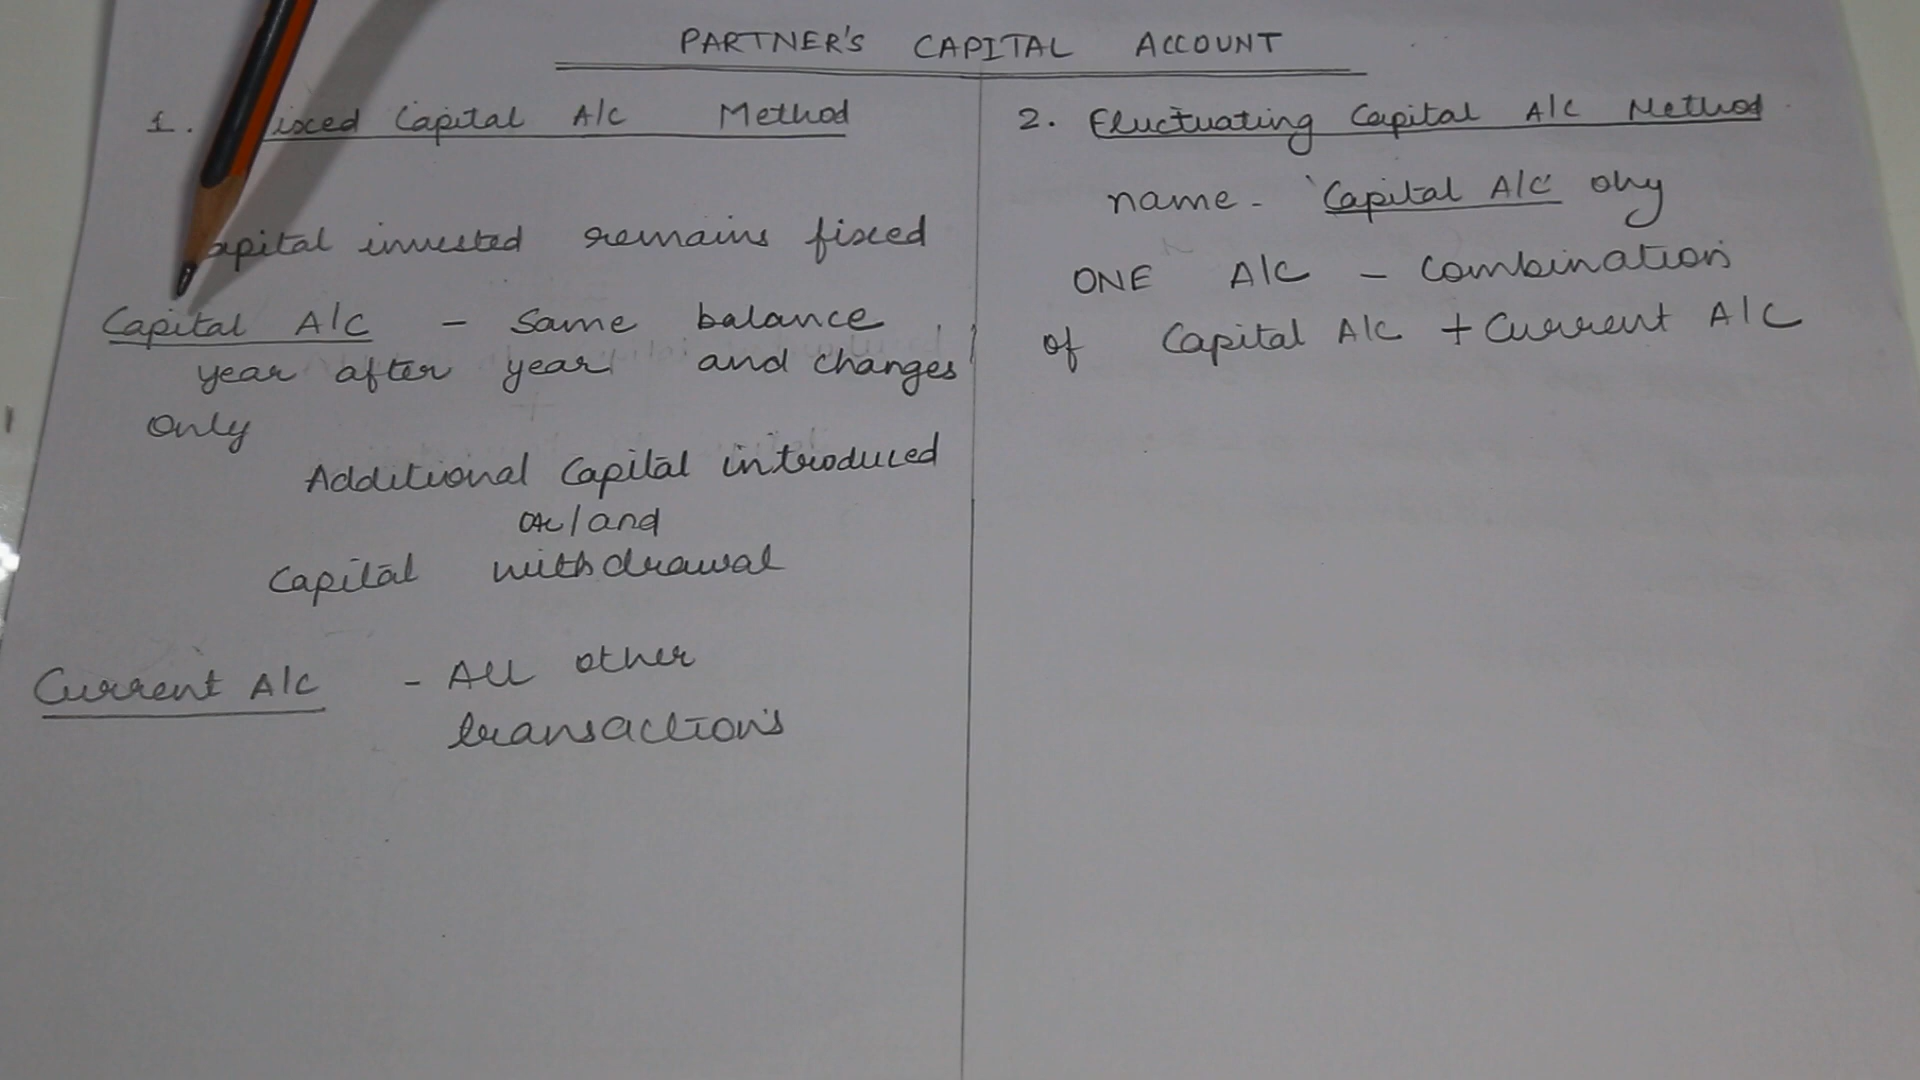 PARTNER'S CAPITAL ACCOUNT
1. Fixed Capital A/c Method
Capital invested remains fixed
Capital A/C - Same balance
year after year and changes
only
Additional Capital introduced
or/and
Capital withdrawal
Current A/C - All other
transactions
2. Fluctuating Capital A/c Method
name - 'Capital A/C' only
ONE A/C - Combination
of Capital A/C + Current A/C